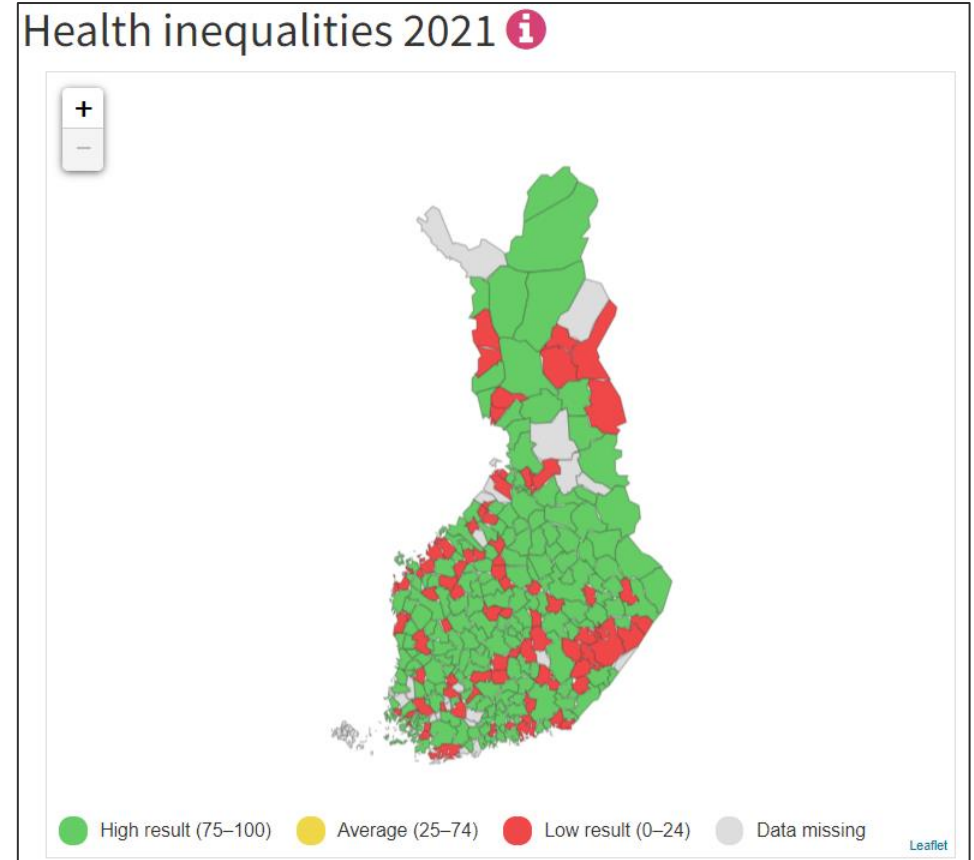 Health inequalities 2021 i
+
−
High result (75–100) Average (25–74) Low result (0–24) Data missing
Leaflet